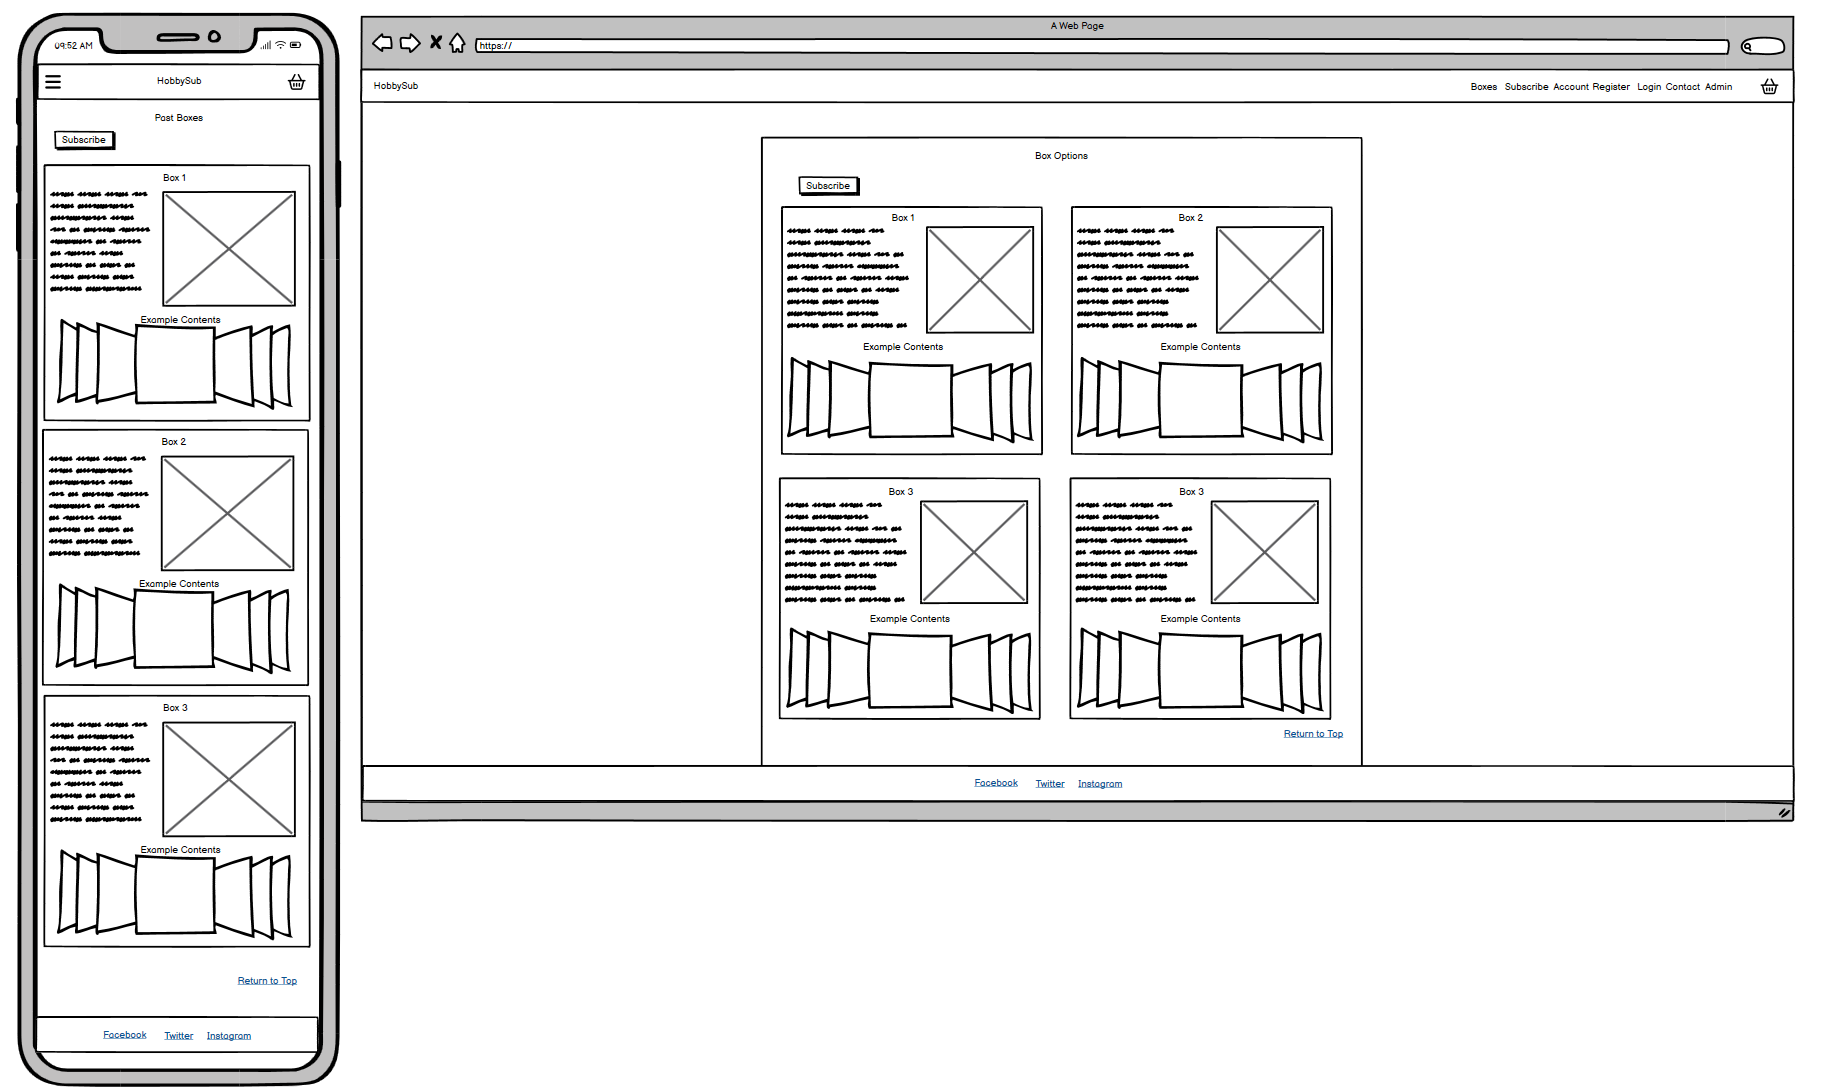 09:52 AM
HobbySub
Past Boxes
Subscribe
Box 1
Example Contents
Box 2
Example Contents
Box 3
Example Contents
Return to Top
Facebook Twitter Instagram
A Web Page
https://
HobbySub Boxes Subscribe Account Register Login Contact Admin
Box Options
Subscribe
Box 1
Example Contents
Box 2
Example Contents
Box 3
Example Contents
Box 3
Example Contents
Return to Top
Facebook Twitter Instagram